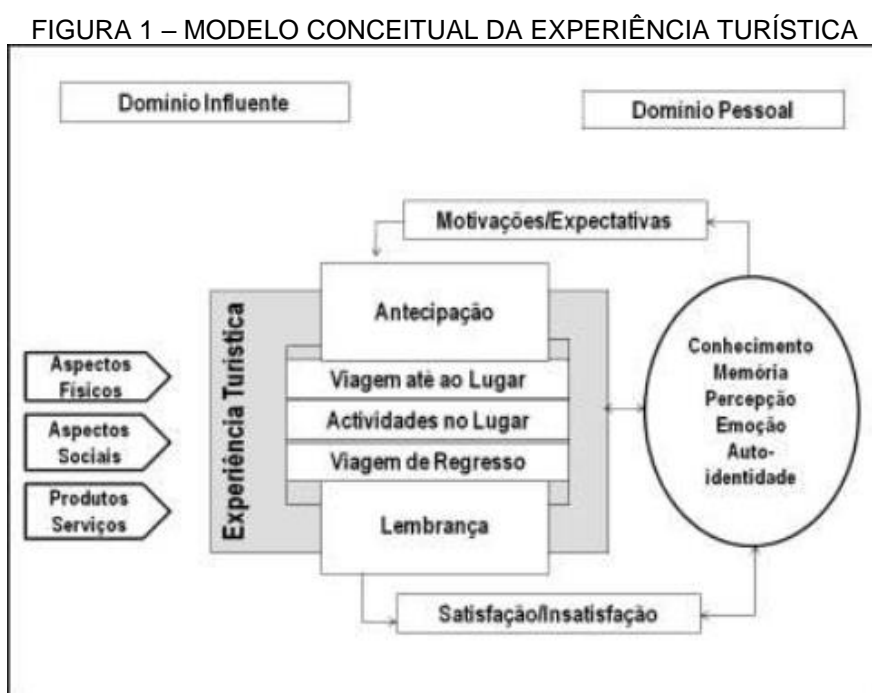 FIGURA 1 – MODELO CONCEITUAL DA EXPERIÊNCIA TURÍSTICA
Domínio Influente
Domínio Pessoal
Motivações/Expectativas
Experiência Turística
Antecipação
Viagem até ao Lugar
Actividades no Lugar
Viagem de Regresso
Lembrança
Aspectos
Físicos
Aspectos
Sociais
Produtos
Serviços
Conhecimento
Memória
Percepção
Emoção
Auto-
identidade
Satisfação/Insatisfação